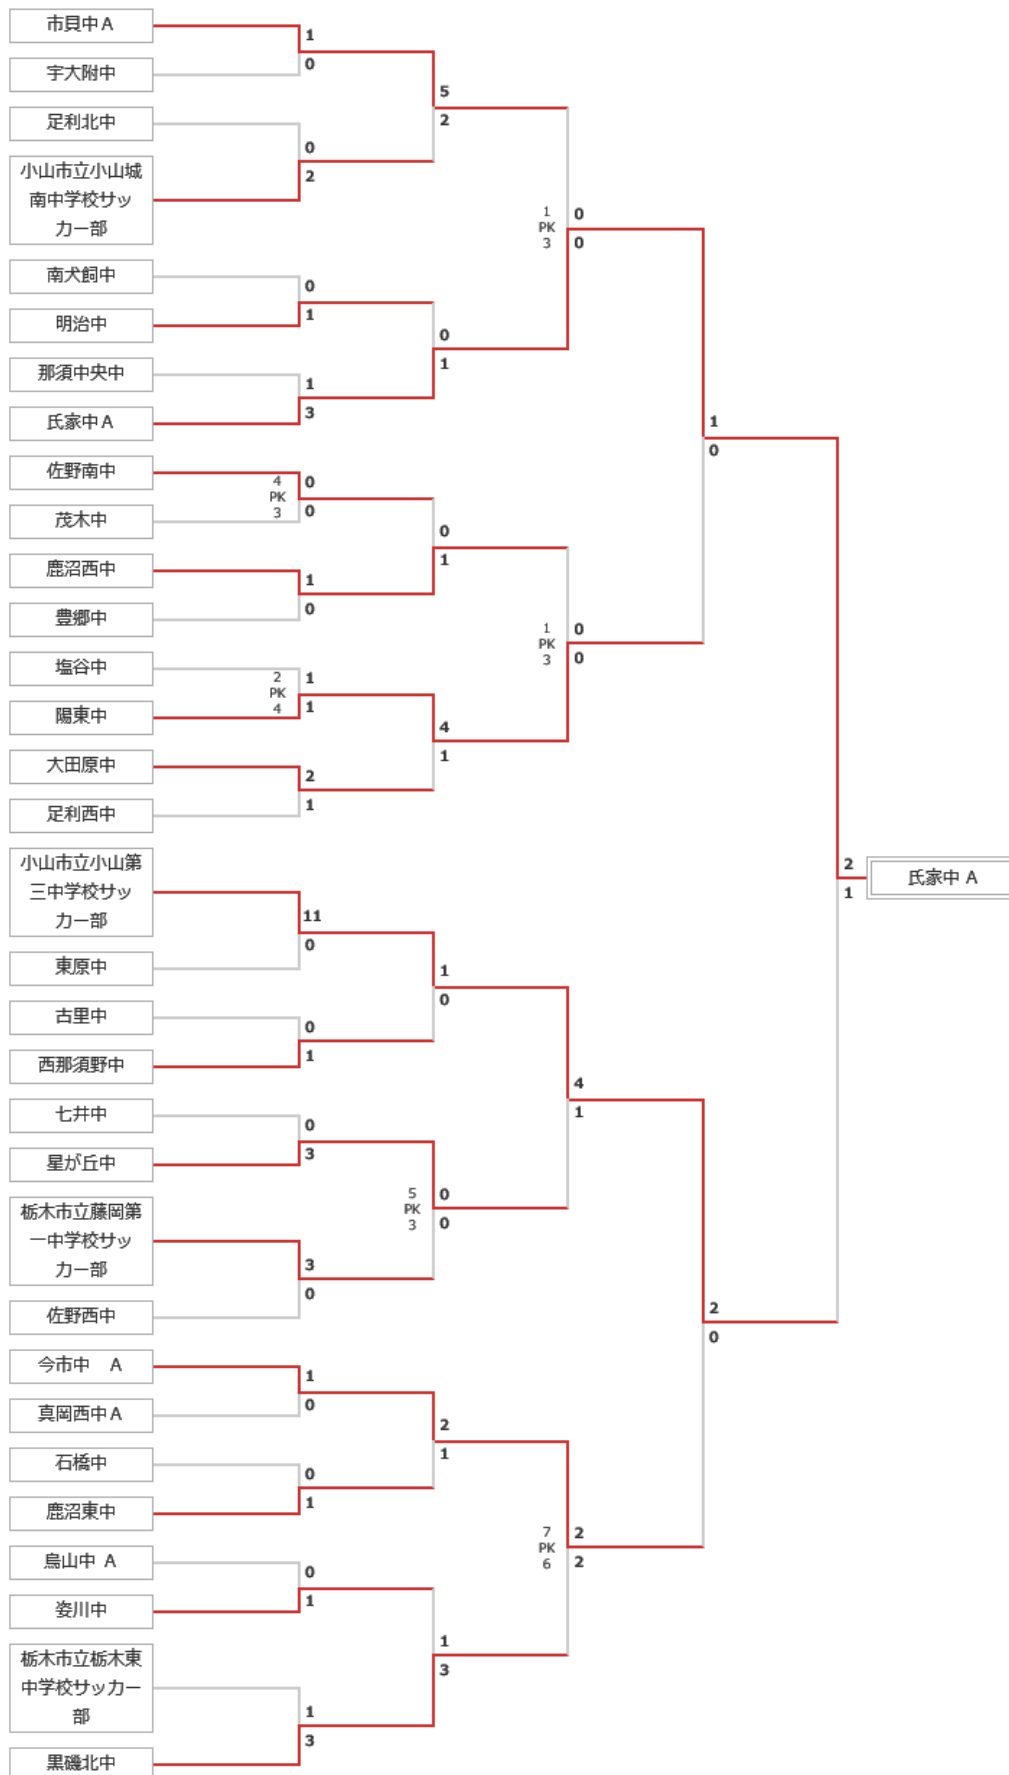 市貝中Ａ
1
0
宇大附中
5
2
足利北中
0
2
小山市立小山城
南中学校サッ
カー部
1
PK
3
0
0
南犬飼中
0
1
明治中
0
1
那須中央中
1
3
氏家中Ａ
1
0
佐野南中
4
PK
3
0
0
茂木中
0
1
鹿沼西中
1
0
豊郷中
1
PK
3
0
0
塩谷中
2
PK
4
1
1
陽東中
4
1
大田原中
2
1
足利西中
小山市立小山第
三中学校サッ
カー部
2
1
氏家中 A
11
0
東原中
1
0
古里中
0
1
西那須野中
4
1
七井中
0
3
星が丘中
5
PK
3
0
0
栃木市立藤岡第
一中学校サッ
カー部
3
0
佐野西中
2
0
今市中　Ａ
1
0
真岡西中Ａ
2
1
石橋中
0
1
鹿沼東中
7
PK
6
2
2
烏山中 Ａ
0
1
姿川中
1
3
栃木市立栃木東
中学校サッカー
部
1
3
黒磯北中